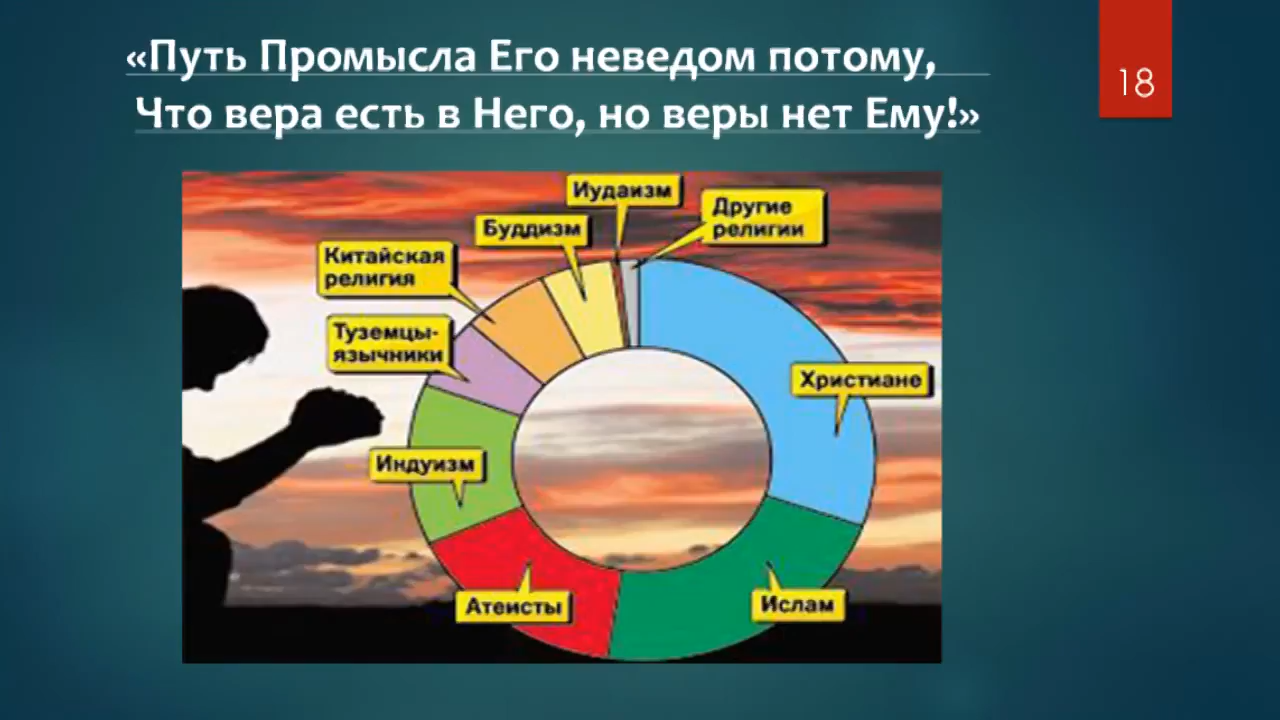 «Путь Промысла Его неведом потому,
Что вера есть в Него, но веры нет Ему!»
18
Иудаизм
Другие
религии
Буддизм
Китайская
религия
Туземцы-
язычники
Христиане
Индуизм
Атеисты
Ислам